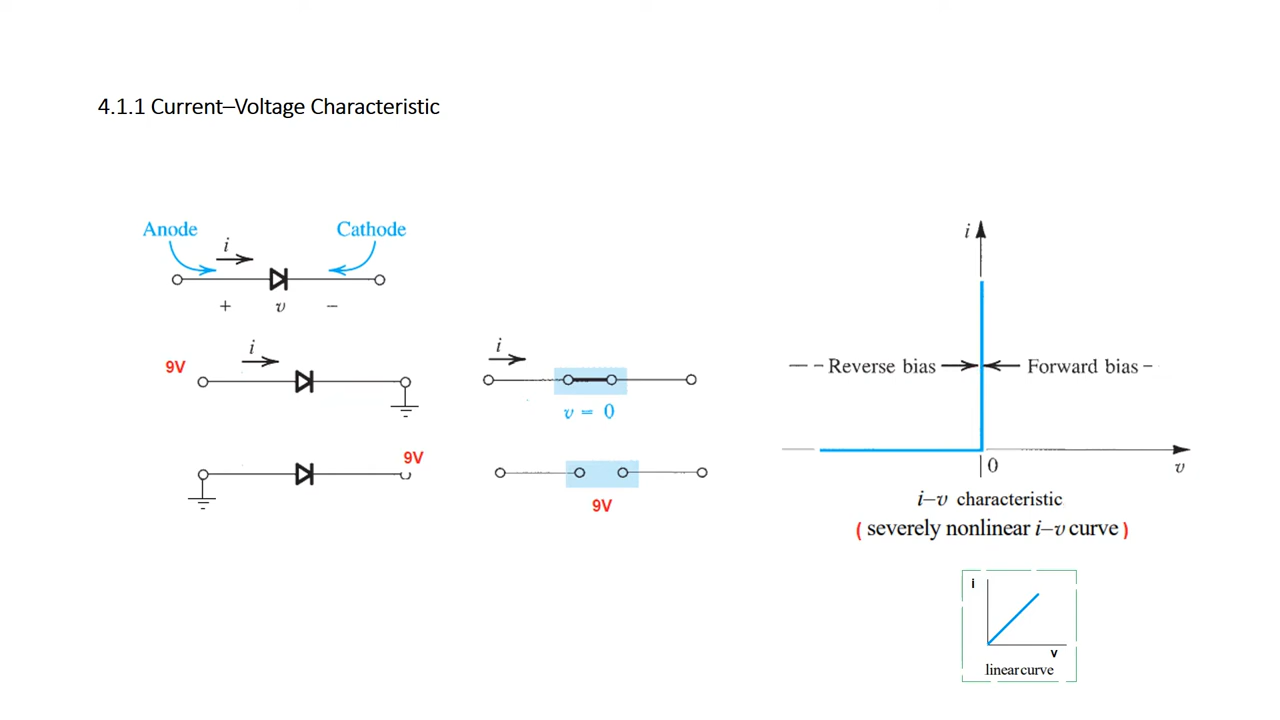 4.1.1 Current–Voltage Characteristic
Anode
Cathode
i
+ v −
9V
i
i
v = 0
9V
9V
i
Reverse bias
Forward bias
0
v
i–v characteristic
( severely nonlinear i–v curve )
i
v
linear curve